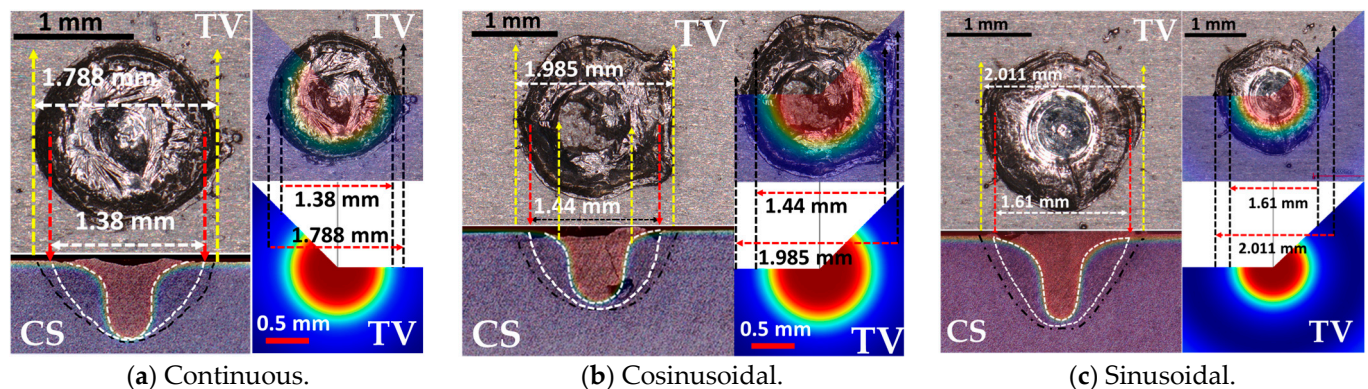 1 mm
TV
TV
1.788 mm
1.38 mm
1.38 mm
1.788 mm
CS
0.5 mm
TV
(a) Continuous.
1 mm
TV
1.985 mm
1.44 mm
1.44 mm
1.985 mm
CS
0.5 mm
TV
(b) Cosinusoidal.
1 mm
TV
1 mm
TV
2.011 mm
1.61 mm
1.61 mm
2.011 mm
CS
TV
(c) Sinusoidal.